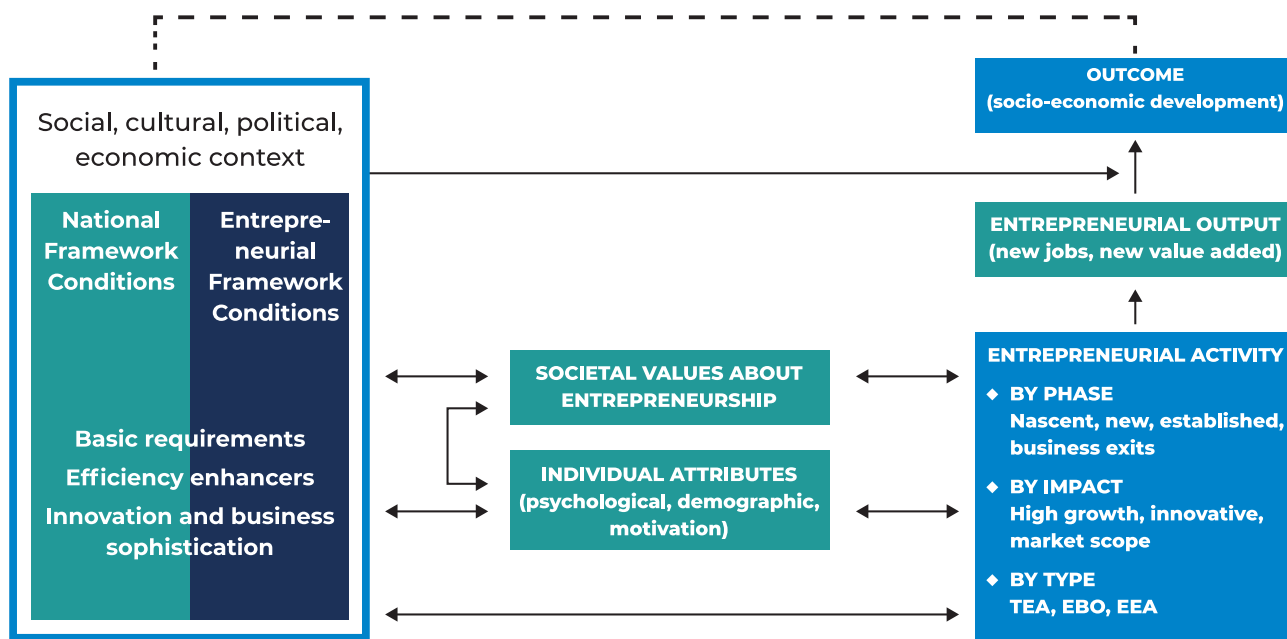 Social, cultural, political,
economic context
National
Framework
Conditions
Entrepre-
neurial
Framework
Conditions
Basic requirements
Efficiency enhancers
Innovation and business
sophistication
SOCIETAL VALUES ABOUT
ENTREPRENEURSHIP
INDIVIDUAL ATTRIBUTES
(psychological, demographic,
motivation)
OUTCOME
(socio-economic development)
ENTREPRENEURIAL OUTPUT
(new jobs, new value added)
ENTREPRENEURIAL ACTIVITY
◆ BY PHASE
Nascent, new, established,
business exits
◆ BY IMPACT
High growth, innovative,
market scope
◆ BY TYPE
TEA, EBO, EEA